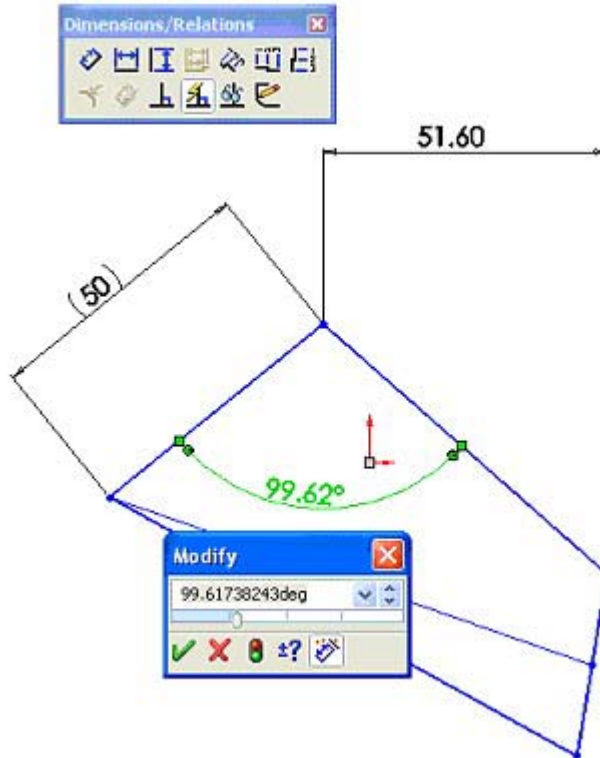 Dimensions/Relations
51.60
(50)
99.62°
Modify
99.61738243deg
±?